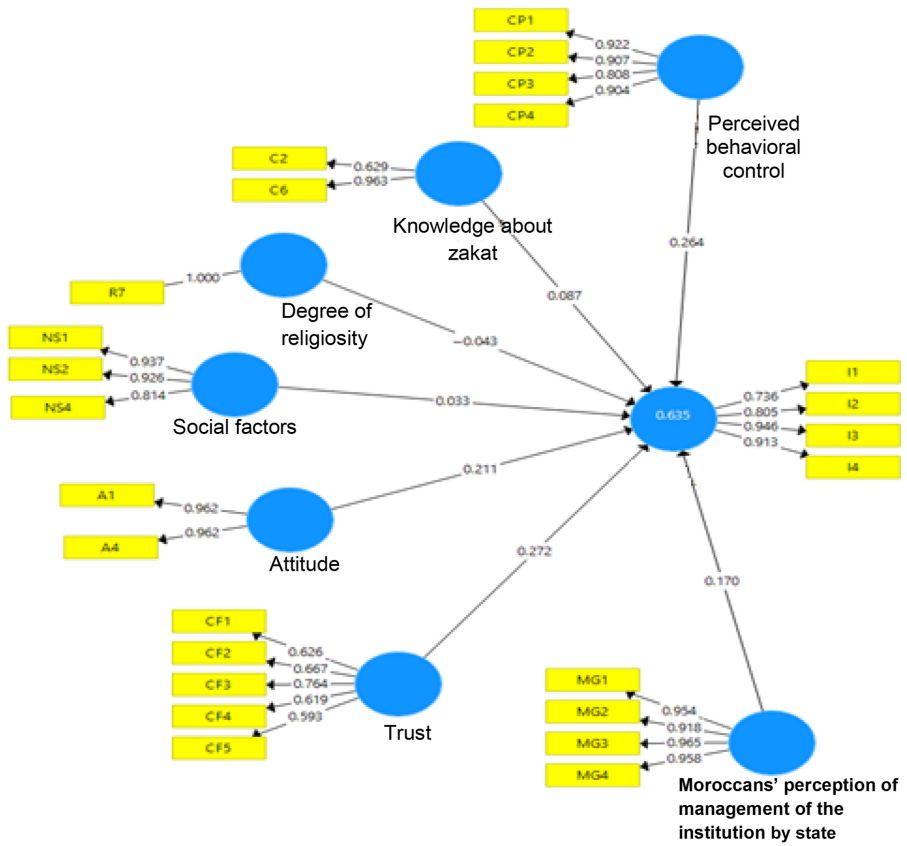 CP1
CP2
CP3
CP4
0.922
0.907
0.808
0.904
Perceived
behavioral
control
C2
C6
0.629
0.963
Knowledge about
zakat
0.264
0.087
R7
1.000
Degree of
religiosity
−0.043
NS1
NS2
NS4
0.937
0.926
0.814
Social factors
0.033
0.635
0.736
0.805
0.946
0.913
I1
I2
I3
I4
A1
A4
0.962
0.962
Attitude
0.211
0.272
0.170
CF1
CF2
CF3
CF4
CF5
0.626
0.667
0.764
0.619
0.593
Trust
MG1
MG2
MG3
MG4
0.954
0.918
0.965
0.958
Moroccans’ perception of
management of the
institution by state